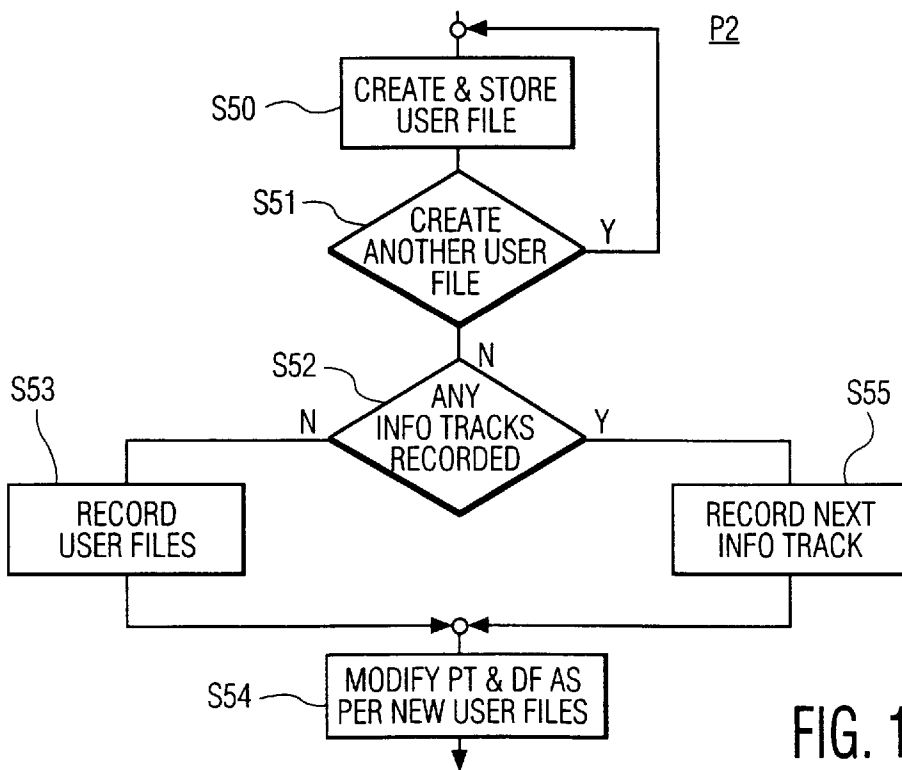 P2
S50
CREATE & STORE
USER FILE
S51
CREATE
ANOTHER USER
FILE
Y
N
S52
ANY
INFO TRACKS
RECORDED
N
Y
S53
RECORD
USER FILES
S55
RECORD NEXT
INFO TRACK
S54
MODIFY PT & DF AS
PER NEW USER FILES
FIG. 1